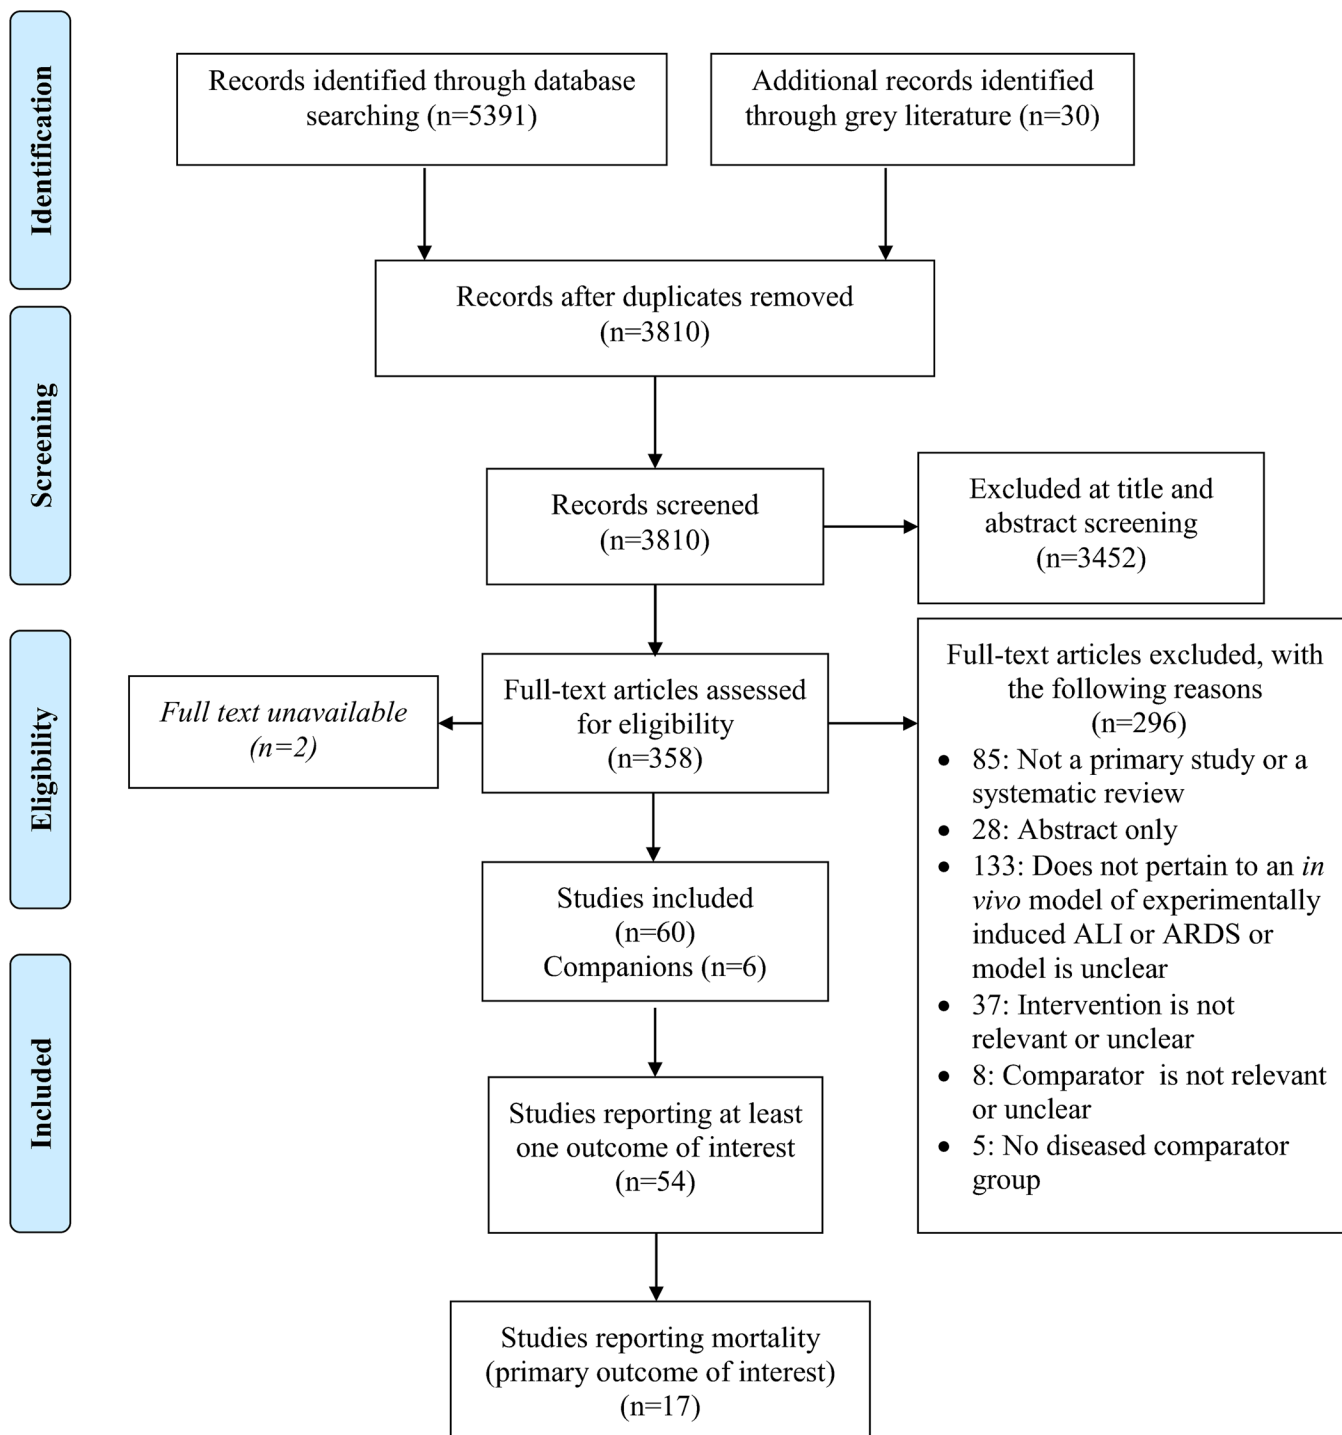 Identification
Records identified through database
searching (n=5391)
Additional records identified
through grey literature (n=30)
Records after duplicates removed
(n=3810)
Screening
Records screened
(n=3810)
Excluded at title and
abstract screening
(n=3452)
Eligibility
Full text unavailable
(n=2)
Full-text articles assessed
for eligibility
(n=358)
Full-text articles excluded, with
the following reasons
(n=296)
• 85: Not a primary study or a
systematic review
• 28: Abstract only
• 133: Does not pertain to an in
vivo model of experimentally
induced ALI or ARDS or
model is unclear
• 37: Intervention is not
relevant or unclear
• 8: Comparator is not relevant
or unclear
• 5: No diseased comparator
group
Studies included
(n=60)
Companions (n=6)
Included
Studies reporting at least
one outcome of interest
(n=54)
Studies reporting mortality
(primary outcome of interest)
(n=17)